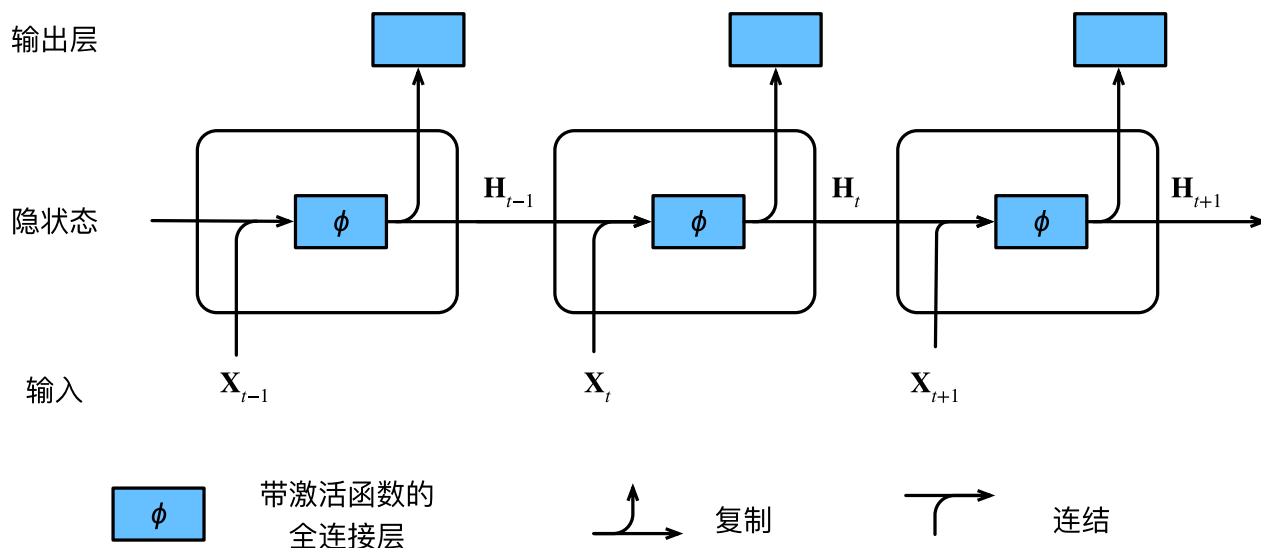 输出层
隐状态
ϕ
H_{t−1}
ϕ
H_t
ϕ
H_{t+1}
输入
X_{t−1}
X_t
X_{t+1}
ϕ
带激活函数的
全连接层
复制
连结